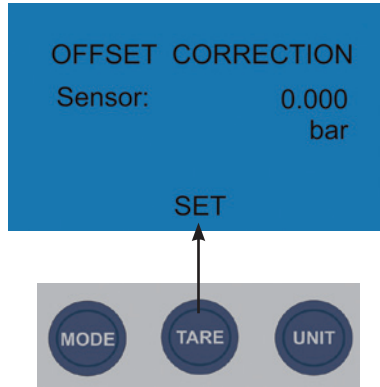 OFFSET CORRECTION
Sensor: 0.000
bar
SET
MODE TARE UNIT